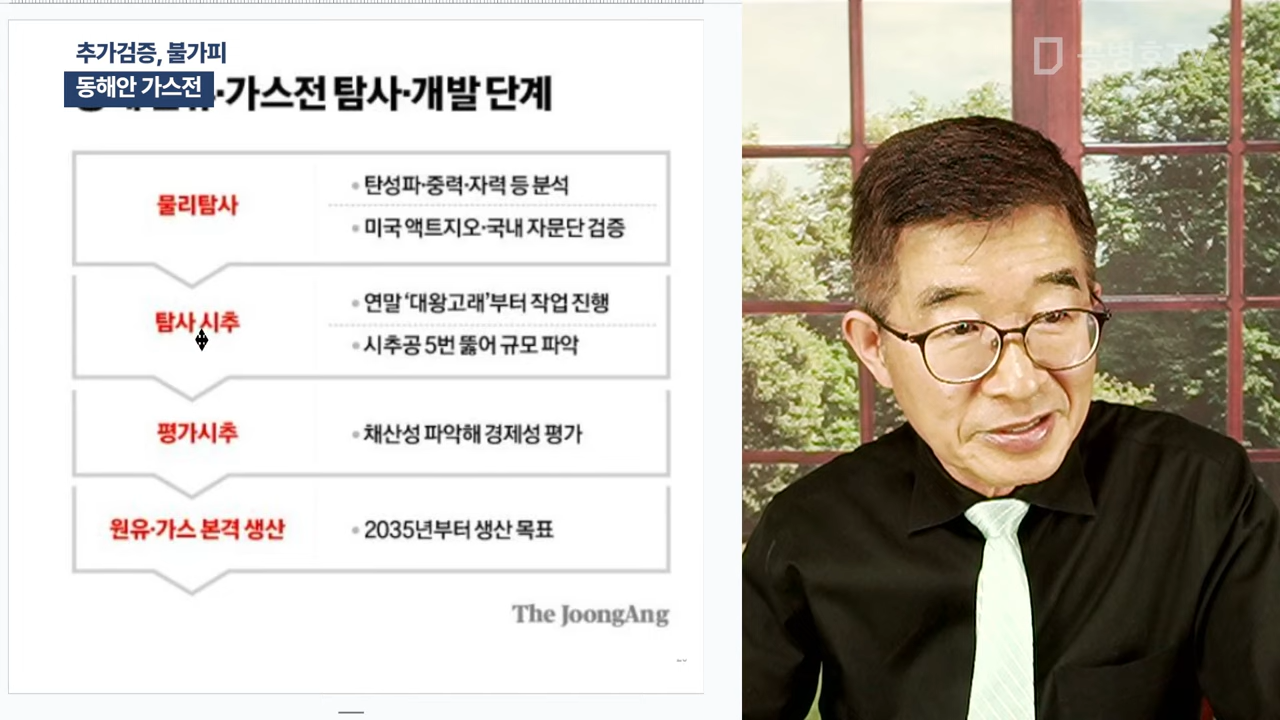 추가검증, 불가피
동해안 가스전
·가스전 탐사·개발 단계
물리탐사
• 탄성파·중력·자력 등 분석
• 미국 액트지오·국내 자문단 검증
탐사 시추
• 연말 ‘대왕고래’부터 작업 진행
• 시추공 5번 뚫어 규모 파악
평가시추
• 채산성 파악해 경제성 평가
원유·가스 본격 생산
• 2035년부터 생산 목표
The JoongAng